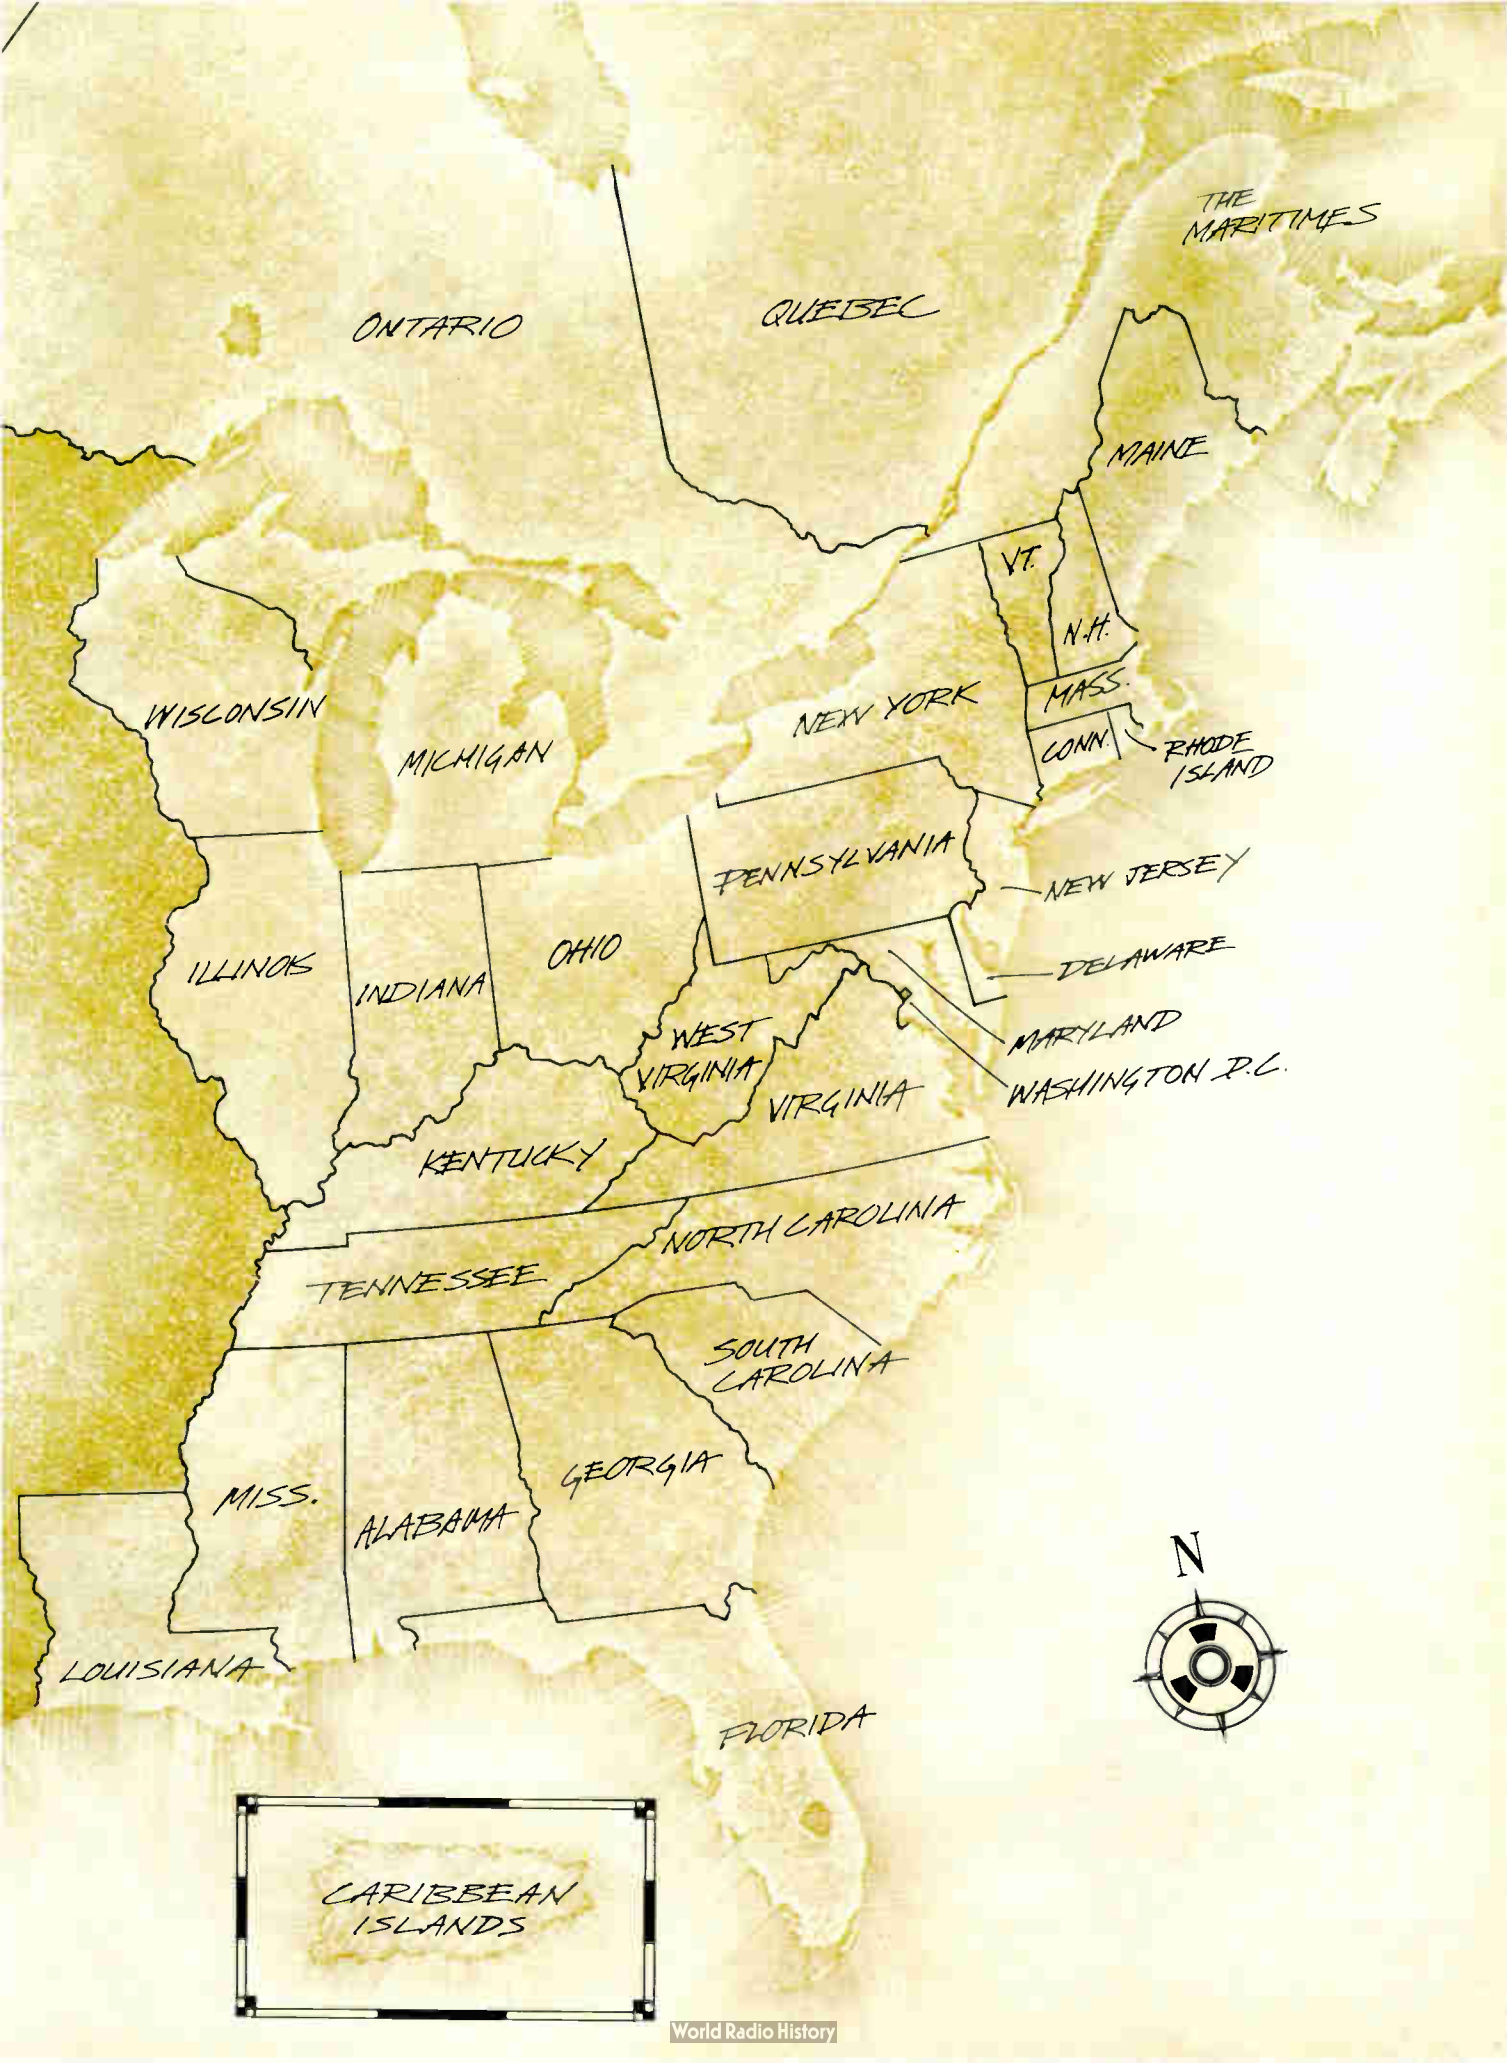 THE
MARITIMES
ONTARIO
QUEBEC
MAINE
VT.
N.H.
WISCONSIN
MICHIGAN
NEW YORK
MASS.
CONN.
RHODE
ISLAND
PENNSYLVANIA
NEW JERSEY
ILLINOIS
INDIANA
OHIO
DELAWARE
WEST
VIRGINIA
MARYLAND
VIRGINIA
WASHINGTON D.C.
KENTUCKY
NORTH CAROLINA
TENNESSEE
SOUTH
CAROLINA
MISS.
ALABAMA
GEORGIA
N
LOUISIANA
FLORIDA
CARIBBEAN
ISLANDS
World Radio History